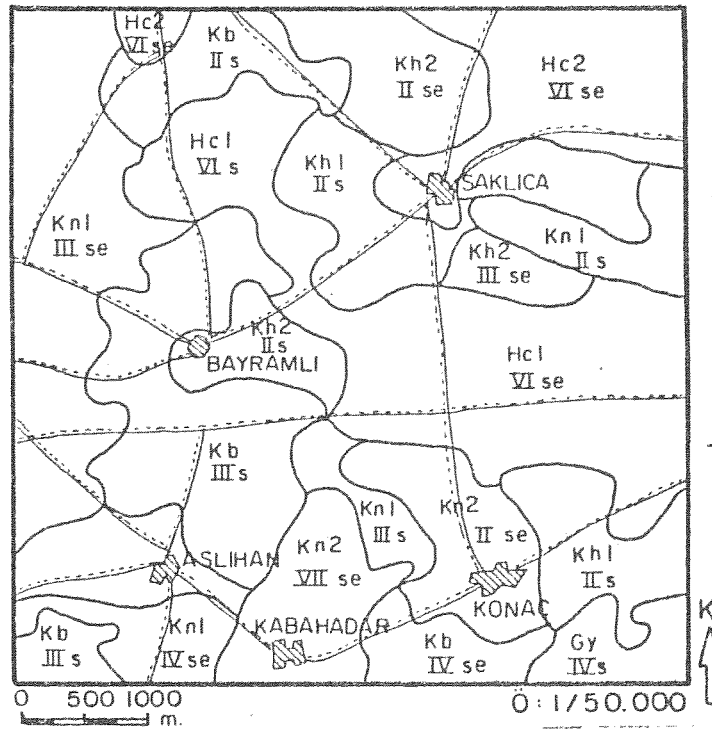 Hc2
VI se
Kb
II s
Kh2
II se
Hc2
VI se
Hc1
VI s
Kh1
II s
SAKLICA
Kn1
III se
Kh2
III se
Kn1
II s
Kh2
II s
BAYRAMLI
Hc1
VI se
Kb
III s
Kn1
III s
Kn2
II se
Kn2
VII se
ASLIHAN
Kh1
II s
KONAC
KABAHADAR
Kb
III s
Kn1
IV se
Kb
IV se
Gy
IV s
K
0 500 1000
m.
Ö:1/50.000